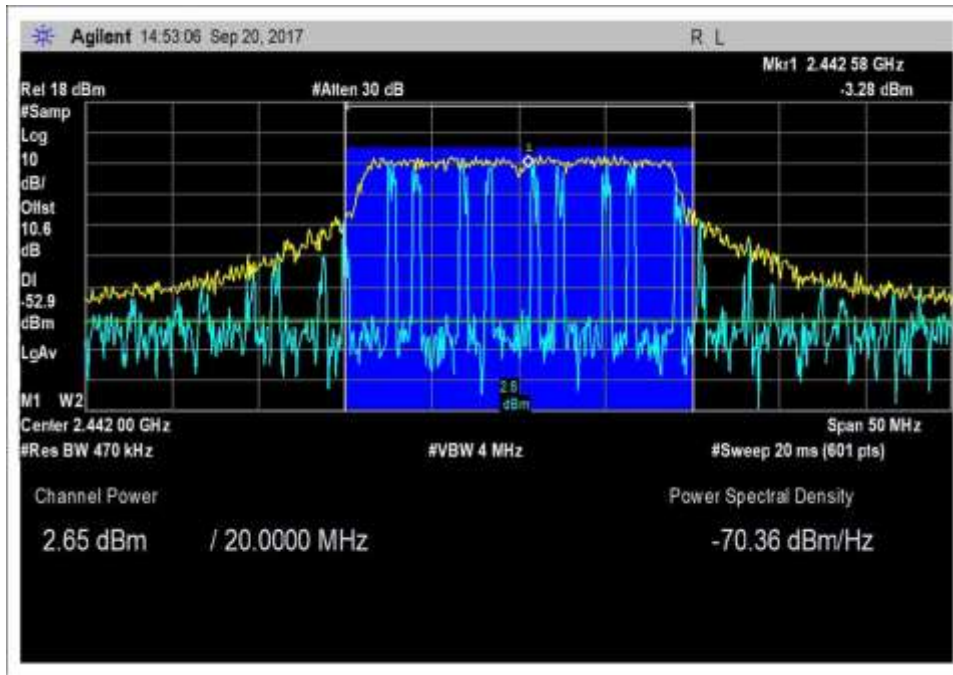 Agilent 14:53:06 Sep 20, 2017 R L
Mkr1 2.442 58 GHz
Ref 18 dBm #Atten 30 dB -3.28 dBm
#Samp
Log
10
dB/
Offst
10.6
dB
DI
-52.9
dBm
LgAv
1
2.6
dBm
M1 W2
Center 2.442 00 GHz Span 50 MHz
#Res BW 470 kHz #VBW 4 MHz #Sweep 20 ms (601 pts)
Channel Power Power Spectral Density
2.65 dBm / 20.0000 MHz -70.36 dBm/Hz